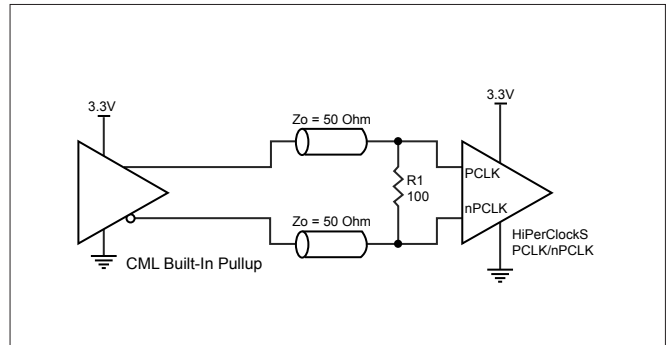 3.3V
3.3V
Zo = 50 Ohm
PCLK
R1
100
nPCLK
Zo = 50 Ohm
HiPerClockS
PCLK/nPCLK
CML Built-In Pullup